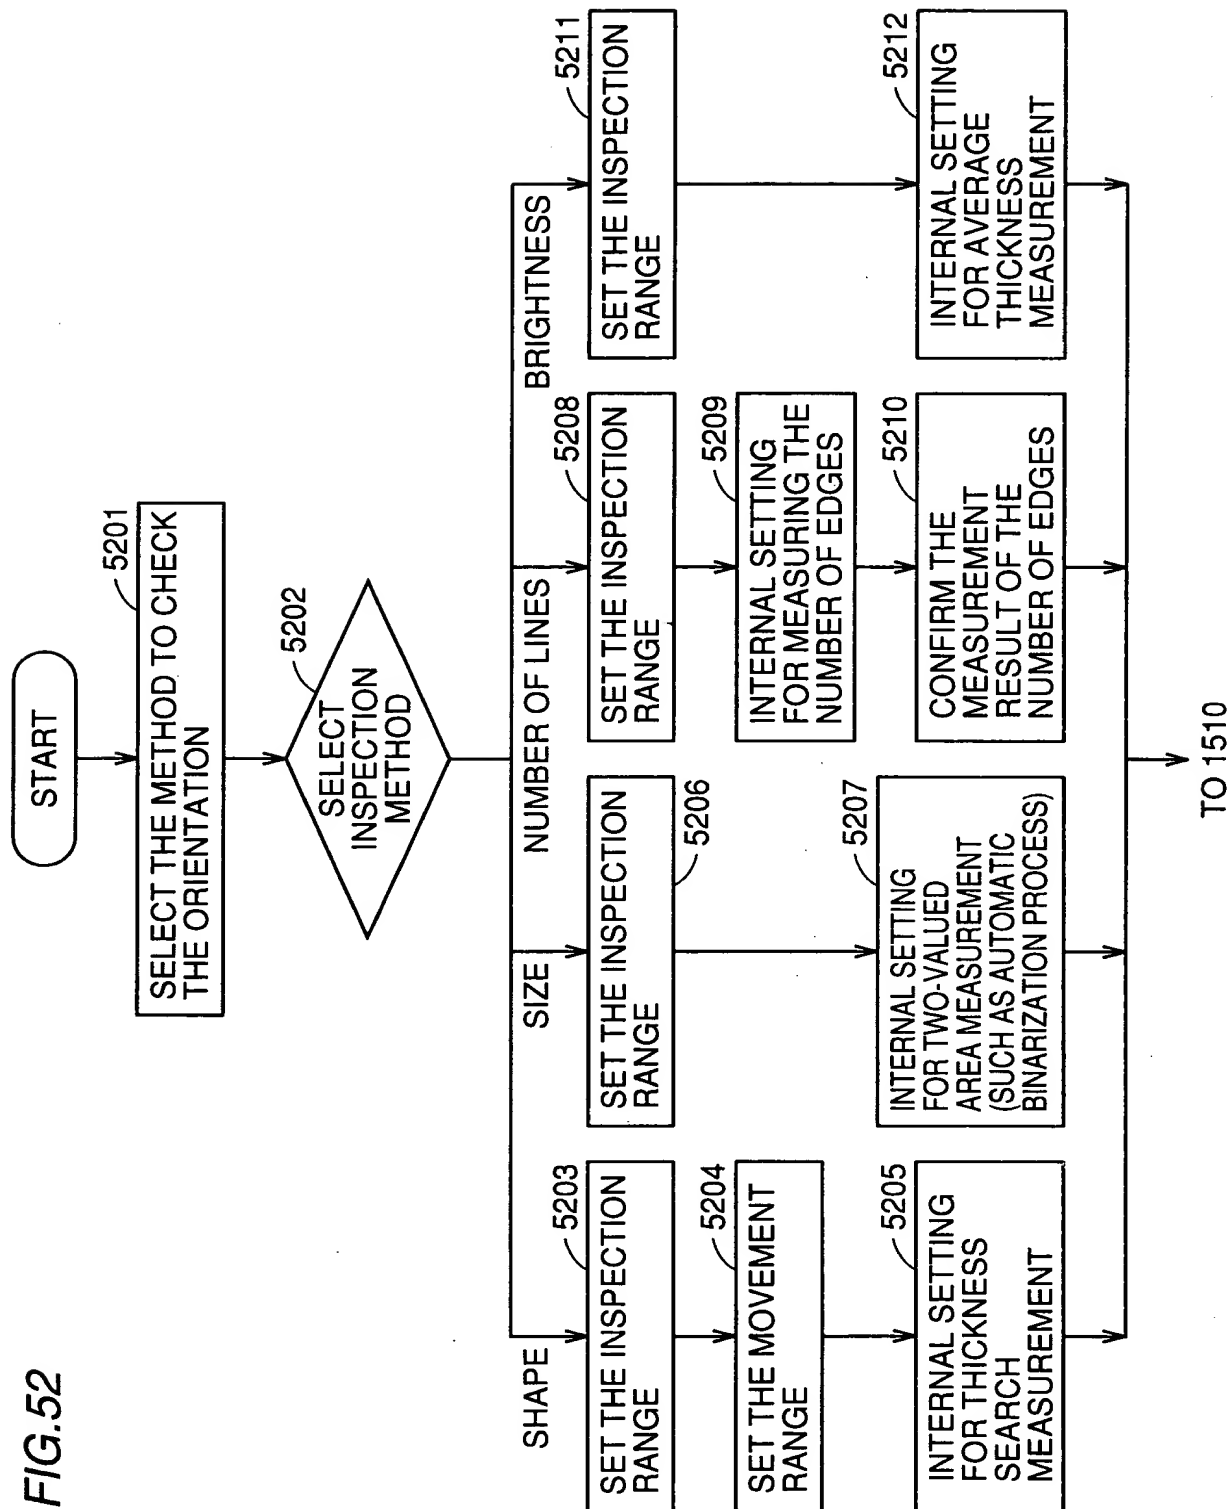 FIG.52
START
5201
SELECT THE METHOD TO CHECK
THE ORIENTATION
5202
SELECT
INSPECTION
METHOD
SHAPE
SIZE
NUMBER OF LINES
BRIGHTNESS
5203
SET THE INSPECTION
RANGE
5204
SET THE MOVEMENT
RANGE
5205
INTERNAL SETTING
FOR THICKNESS
SEARCH
MEASUREMENT
SET THE INSPECTION
RANGE
5206
5207
INTERNAL SETTING
FOR TWO-VALUED
AREA MEASUREMENT
(SUCH AS AUTOMATIC
BINARIZATION PROCESS)
5208
SET THE INSPECTION
RANGE
5209
INTERNAL SETTING
FOR MEASURING THE
NUMBER OF EDGES
5210
CONFIRM THE
MEASUREMENT
RESULT OF THE
NUMBER OF EDGES
5211
SET THE INSPECTION
RANGE
5212
INTERNAL SETTING
FOR AVERAGE
THICKNESS
MEASUREMENT
TO 1510